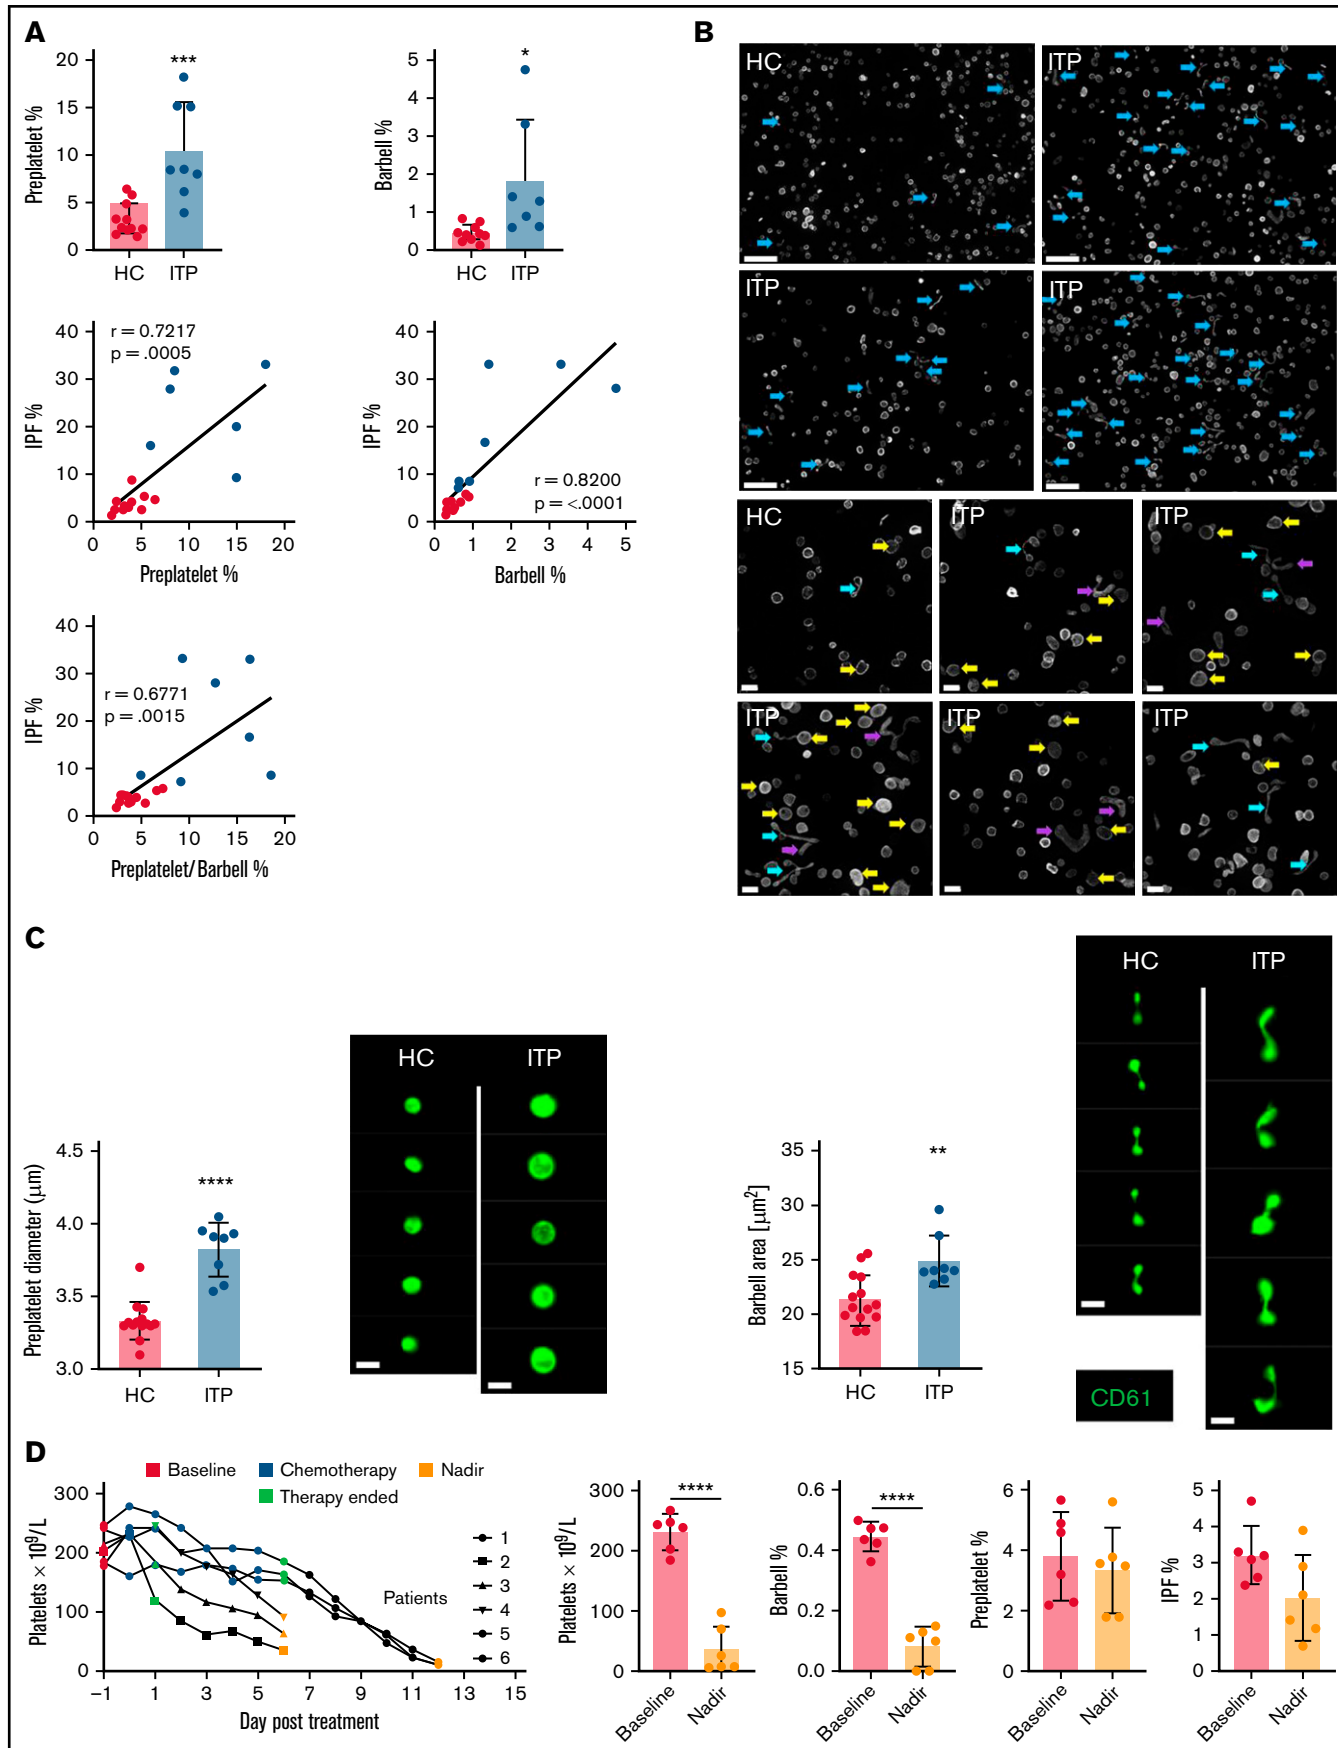 A
Preplatelet %
20
15
10
5
0
***
HC
ITP
Barbell %
5
4
3
2
1
0
*
HC
ITP
IPF %
40
30
20
10
0
r = 0.7217
p = .0005
0
5
10
15
20
Preplatelet %
IPF %
40
30
20
10
0
r = 0.8200
p = <.0001
0
1
2
3
4
5
Barbell %
IPF %
40
30
20
10
0
r = 0.6771
p = .0015
0
5
10
15
20
Preplatelet/Barbell %
B
HC
ITP
ITP
ITP
HC
ITP
ITP
ITP
ITP
ITP
C
Preplatelet diameter (μm)
4.5
4.0
3.5
3.0
****
HC
ITP
HC
ITP
Barbell area [μm²]
35
30
25
20
15
**
HC
ITP
HC
ITP
CD61
D
Baseline
Chemotherapy
Nadir
Therapy ended
Platelets × 10⁹/L
300
200
100
0
Patients
1
2
3
4
5
6
−1
1
3
5
7
9
11
13
15
Day post treatment
Platelets × 10⁹/L
300
200
100
0
****
Baseline
Nadir
Barbell %
0.6
0.4
0.2
0.0
****
Baseline
Nadir
Preplatelet %
6
4
2
0
Baseline
Nadir
IPF %
5
4
3
2
1
0
Baseline
Nadir